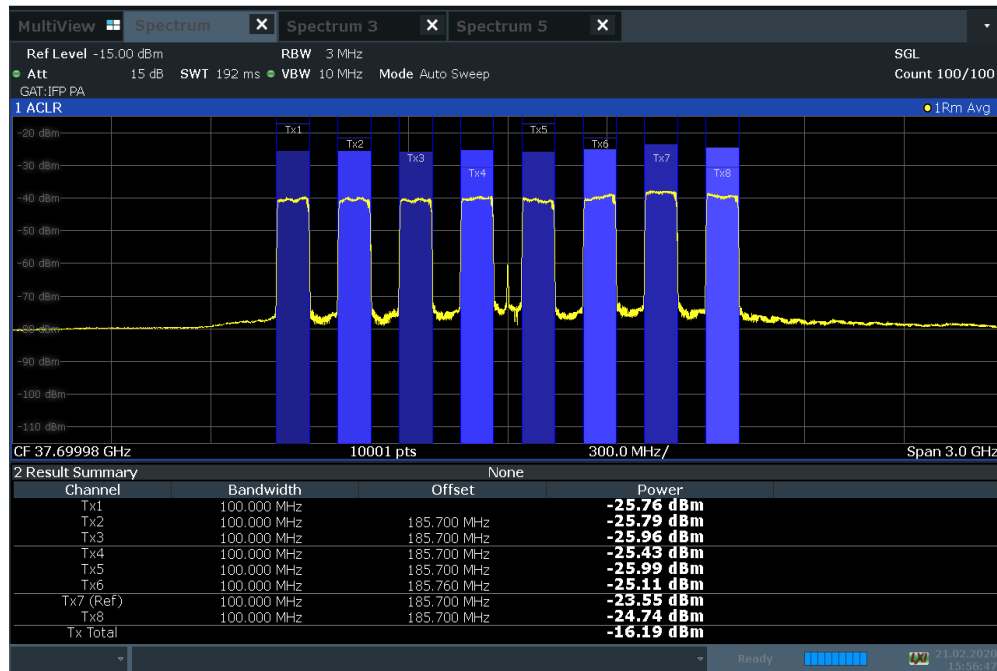 MultiView Spectrum X Spectrum 3 X Spectrum 5 X
Ref Level -15.00 dBm RBW 3 MHz SGL
Att 15 dB SWT 192 ms VBW 10 MHz Mode Auto Sweep Count 100/100
GAT:IFP PA
1 ACLR 1Rm Avg
-20 dBm
Tx1 Tx5
Tx2 Tx6
Tx3 Tx7
-30 dBm
Tx4 Tx8
-40 dBm
-50 dBm
-60 dBm
-70 dBm
-80 dBm
-90 dBm
-100 dBm
-110 dBm
CF 37.69998 GHz 10001 pts 300.0 MHz/ Span 3.0 GHz
2 Result Summary None
Channel Bandwidth Offset Power
Tx1 100.000 MHz -25.76 dBm
Tx2 100.000 MHz 185.700 MHz -25.79 dBm
Tx3 100.000 MHz 185.700 MHz -25.96 dBm
Tx4 100.000 MHz 185.700 MHz -25.43 dBm
Tx5 100.000 MHz 185.700 MHz -25.99 dBm
Tx6 100.000 MHz 185.760 MHz -25.11 dBm
Tx7 (Ref) 100.000 MHz 185.700 MHz -23.55 dBm
Tx8 100.000 MHz 185.700 MHz -24.74 dBm
Tx Total -16.19 dBm
Ready LXI 21.02.2020
15:56:47